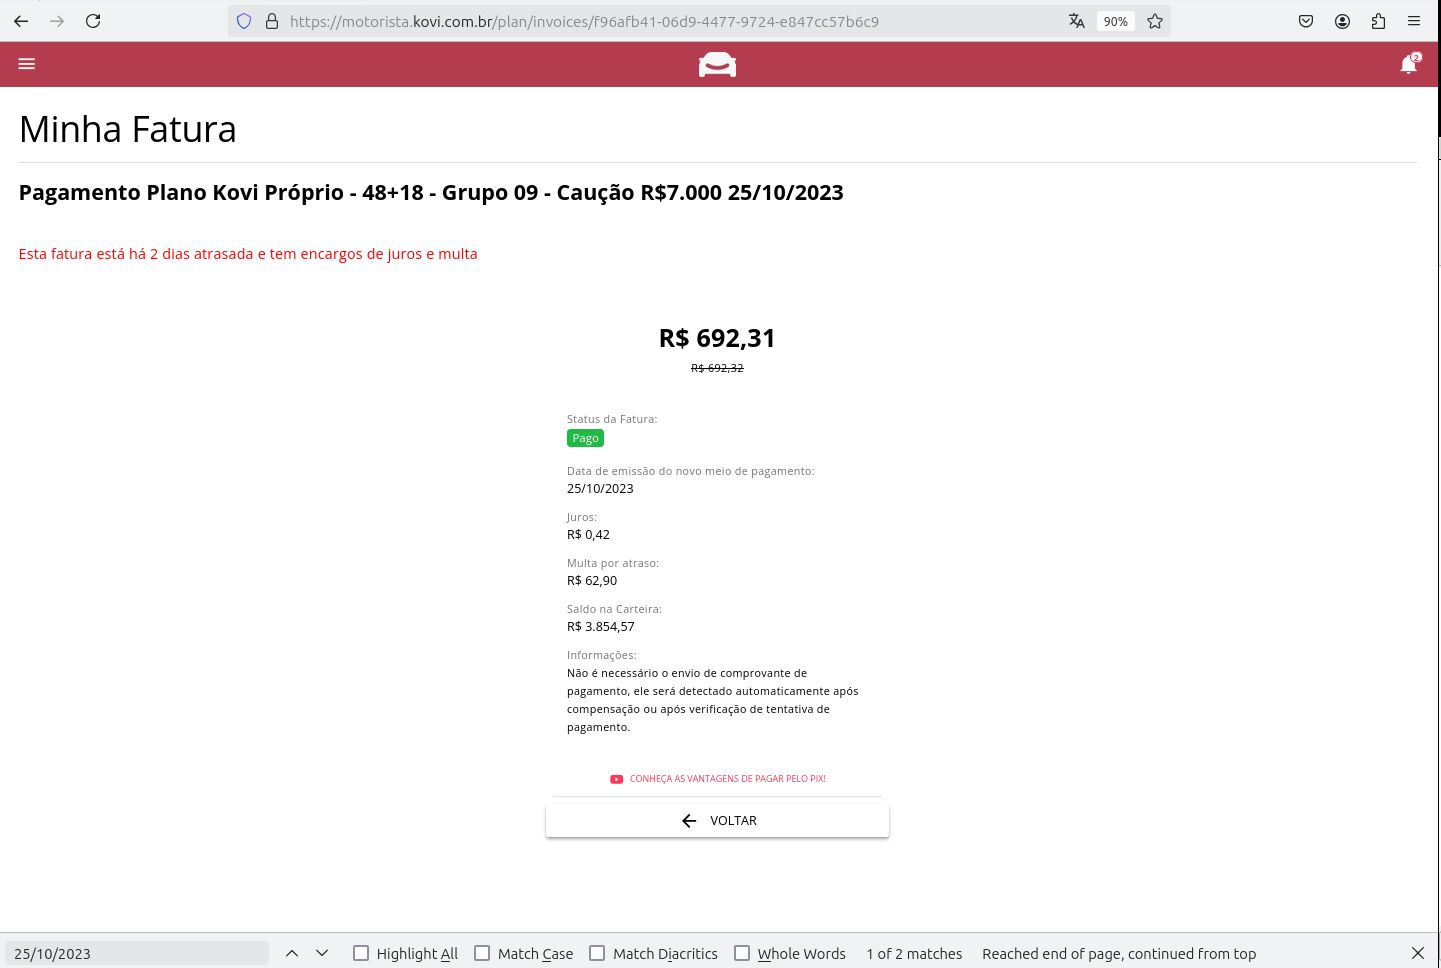 https://motorista.kovi.com.br/plan/invoices/f96afb41-06d9-4477-9724-e847cc57b6c9
90%
2
Minha Fatura
Pagamento Plano Kovi Próprio - 48+18 - Grupo 09 - Caução R$7.000 25/10/2023
Esta fatura está há 2 dias atrasada e tem encargos de juros e multa
R$ 692,31
R$ 692,32
Status da Fatura:
Pago
Data de emissão do novo meio de pagamento:
25/10/2023
Juros:
R$ 0,42
Multa por atraso:
R$ 62,90
Saldo na Carteira:
R$ 3.854,57
Informações:
Não é necessário o envio de comprovante de
pagamento, ele será detectado automaticamente após
compensação ou após verificação de tentativa de
pagamento.
CONHEÇA AS VANTAGENS DE PAGAR PELO PIX!
VOLTAR
25/10/2023 Highlight All Match Case Match Diacritics Whole Words 1 of 2 matches Reached end of page, continued from top